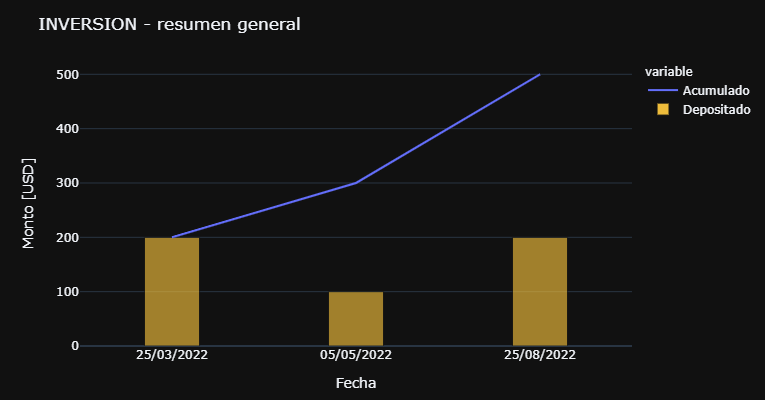 INVERSION - resumen general
variable
Acumulado
Depositado
Monto [USD]
500
400
300
200
100
0
25/03/2022
05/05/2022
25/08/2022
Fecha